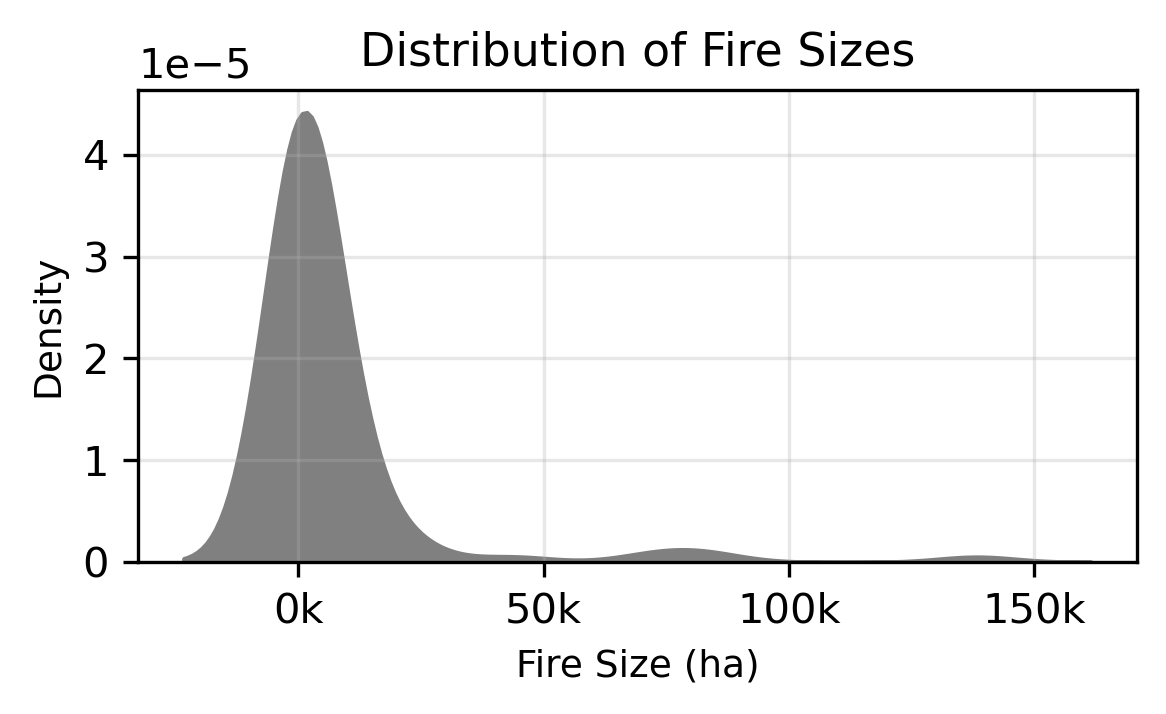 Distribution of Fire Sizes
1e−5
4
3
2
1
0
Density
0k 50k 100k 150k
Fire Size (ha)